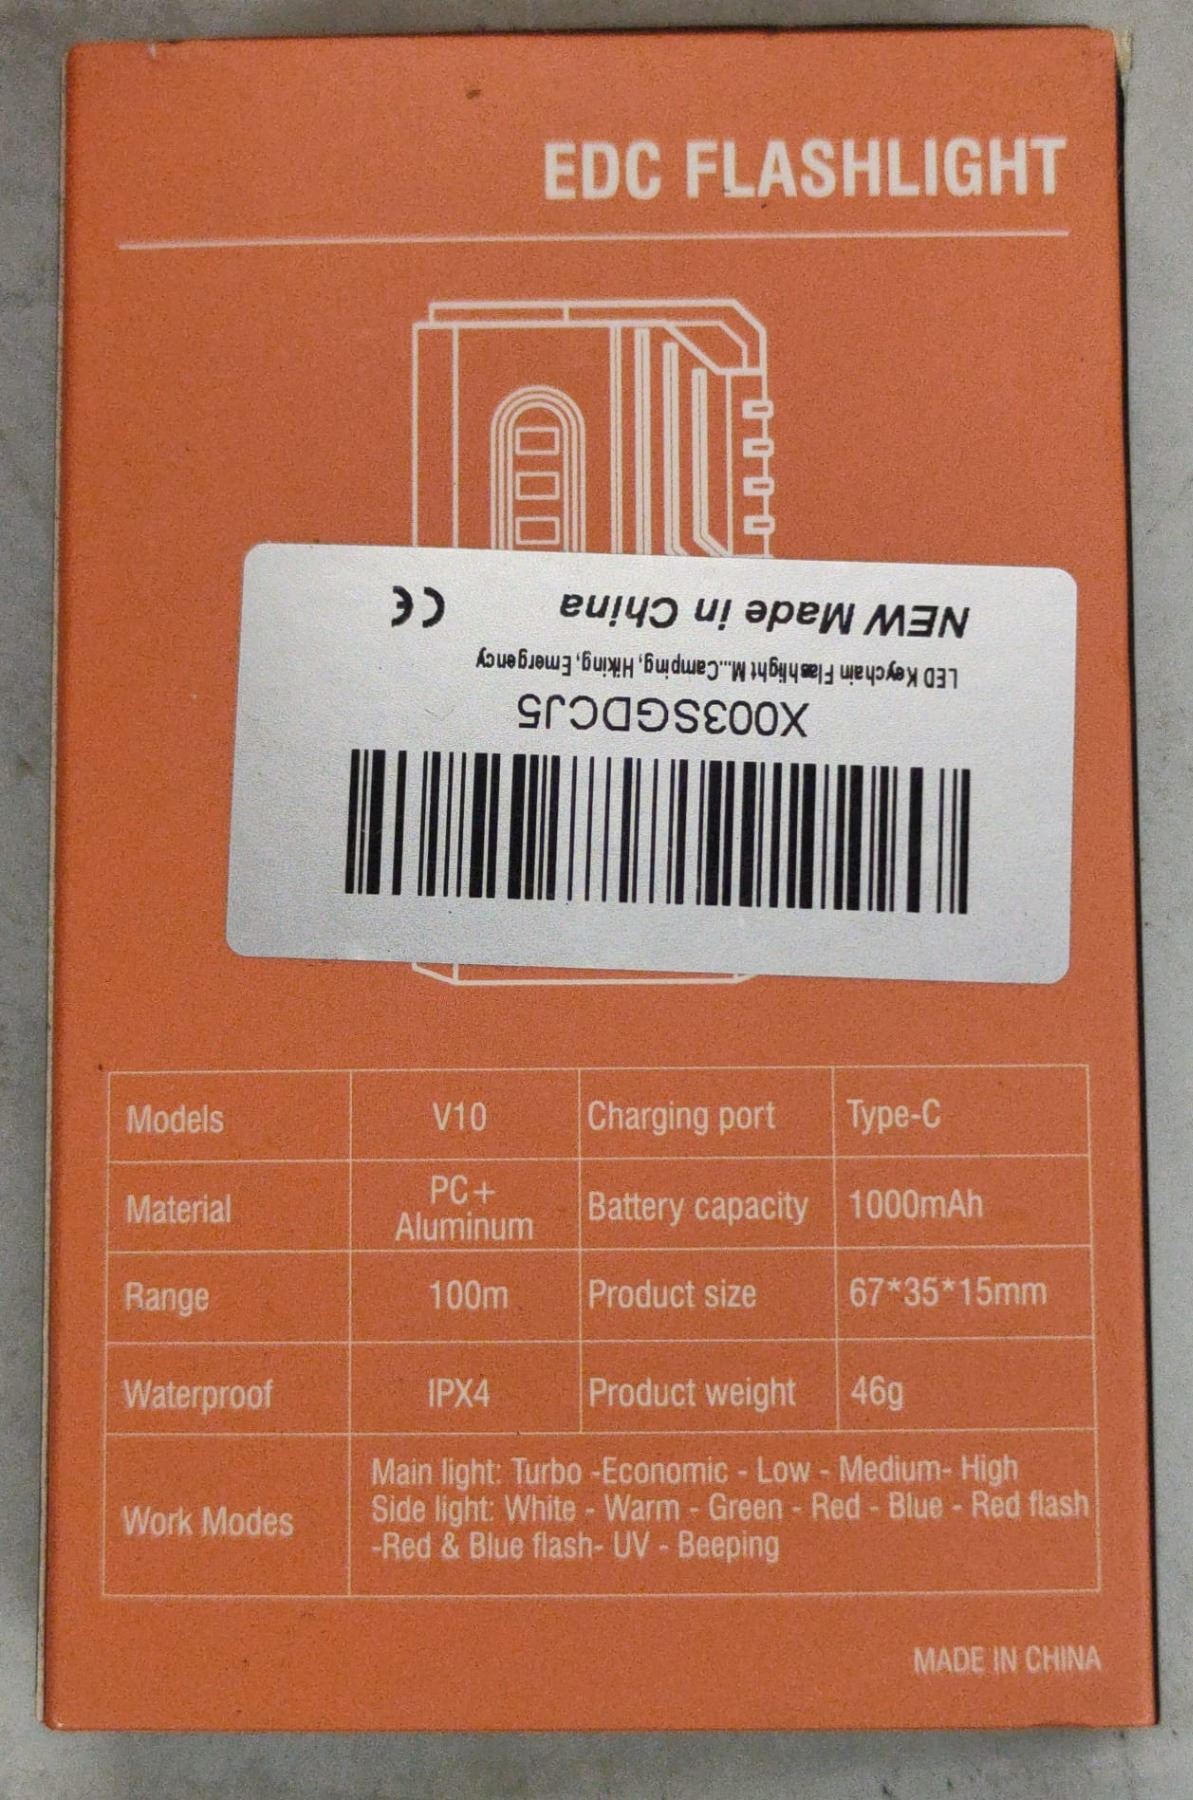 EDC FLASHLIGHT
NEW Made in China CE
LED Keychain Flashlight M...Camping, Hiking, Emergency
X003SGDCJ5
Models V10 Charging port Type-C
Material PC+ Aluminum Battery capacity 1000mAh
Range 100m Product size 67*35*15mm
Waterproof IPX4 Product weight 46g
Work Modes
Main light: Turbo -Economic - Low - Medium- High
Side light: White - Warm - Green - Red - Blue - Red flash
-Red & Blue flash- UV - Beeping
MADE IN CHINA